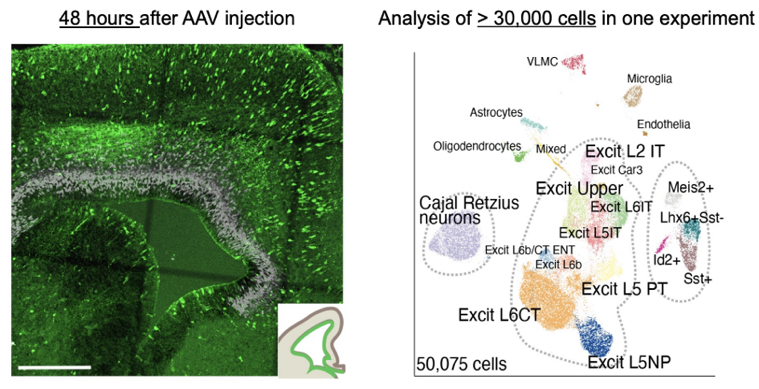 48 hours after AAV injection
Analysis of > 30,000 cells in one experiment
VLMC
Microglia
Astrocytes
Endothelia
Oligodendrocytes
Mixed
Excit L2 IT
Excit Car3
Excit Upper
Meis2+
Cajal Retzius
neurons
Excit L6IT
Lhx6+Sst-
Excit L5IT
Excit L6b/CT ENT
Id2+
Excit L6b
Sst+
Excit L5 PT
Excit L6CT
Excit L5NP
50,075 cells